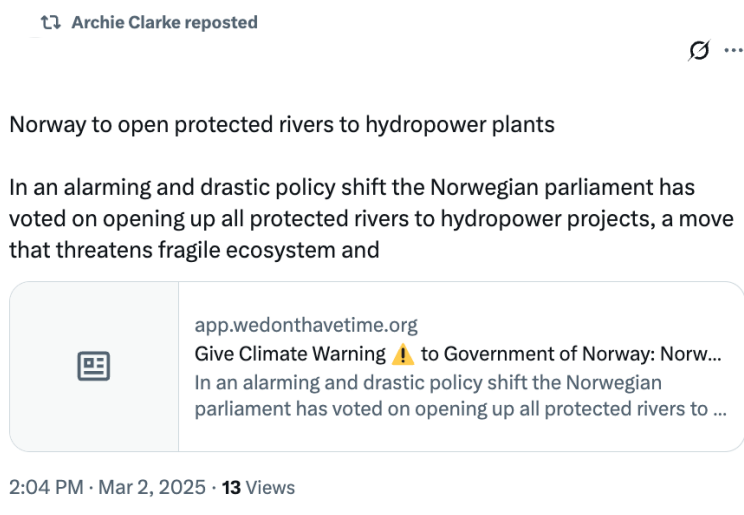 Archie Clarke reposted
Norway to open protected rivers to hydropower plants
In an alarming and drastic policy shift the Norwegian parliament has
voted on opening up all protected rivers to hydropower projects, a move
that threatens fragile ecosystem and
app.wedonthavetime.org
Give Climate Warning ⚠️ to Government of Norway: Norw...
In an alarming and drastic policy shift the Norwegian
parliament has voted on opening up all protected rivers to ...
2:04 PM · Mar 2, 2025 · 13 Views